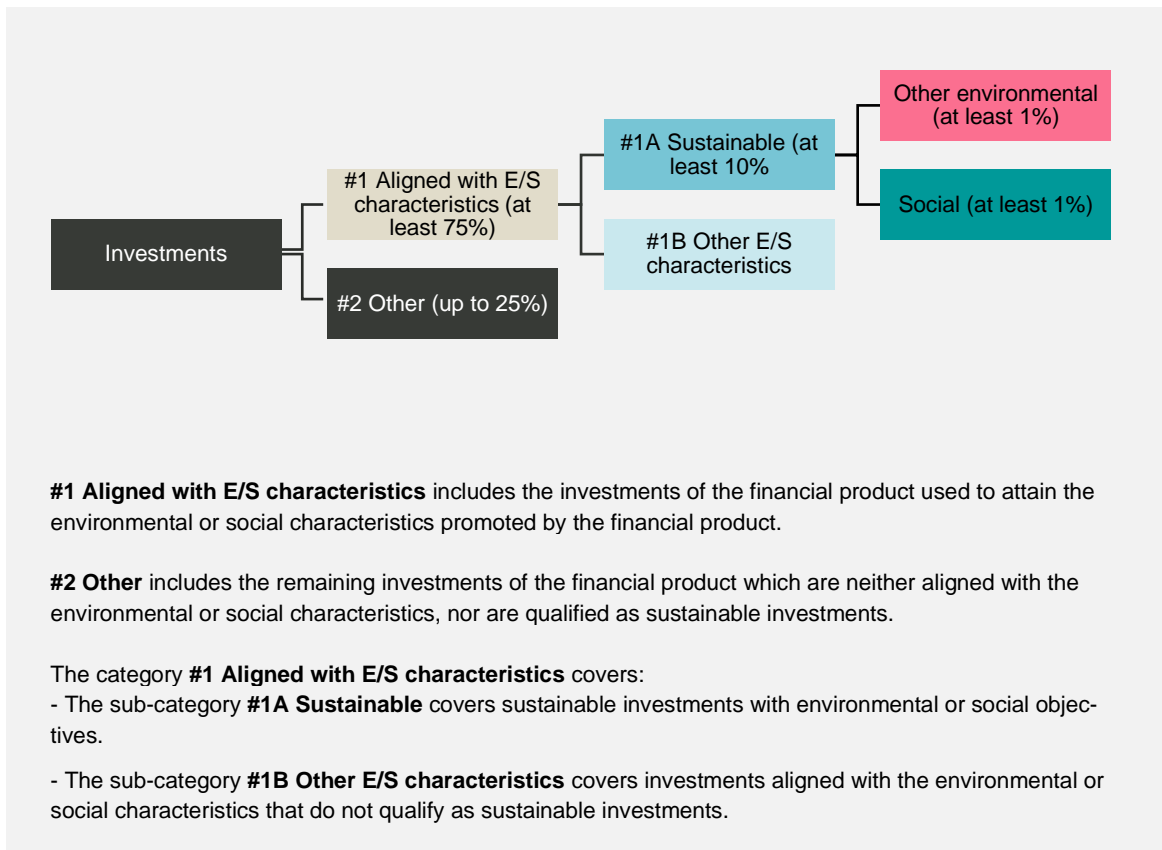 Other environmental
(at least 1%)
#1A Sustainable (at
least 10%
#1 Aligned with E/S
characteristics (at
least 75%)
Social (at least 1%)
Investments
#1B Other E/S
characteristics
#2 Other (up to 25%)
#1 Aligned with E/S characteristics includes the investments of the financial product used to attain the
environmental or social characteristics promoted by the financial product.
#2 Other includes the remaining investments of the financial product which are neither aligned with the
environmental or social characteristics, nor are qualified as sustainable investments.
The category #1 Aligned with E/S characteristics covers:
- The sub-category #1A Sustainable covers sustainable investments with environmental or social objec-
tives.
- The sub-category #1B Other E/S characteristics covers investments aligned with the environmental or
social characteristics that do not qualify as sustainable investments.